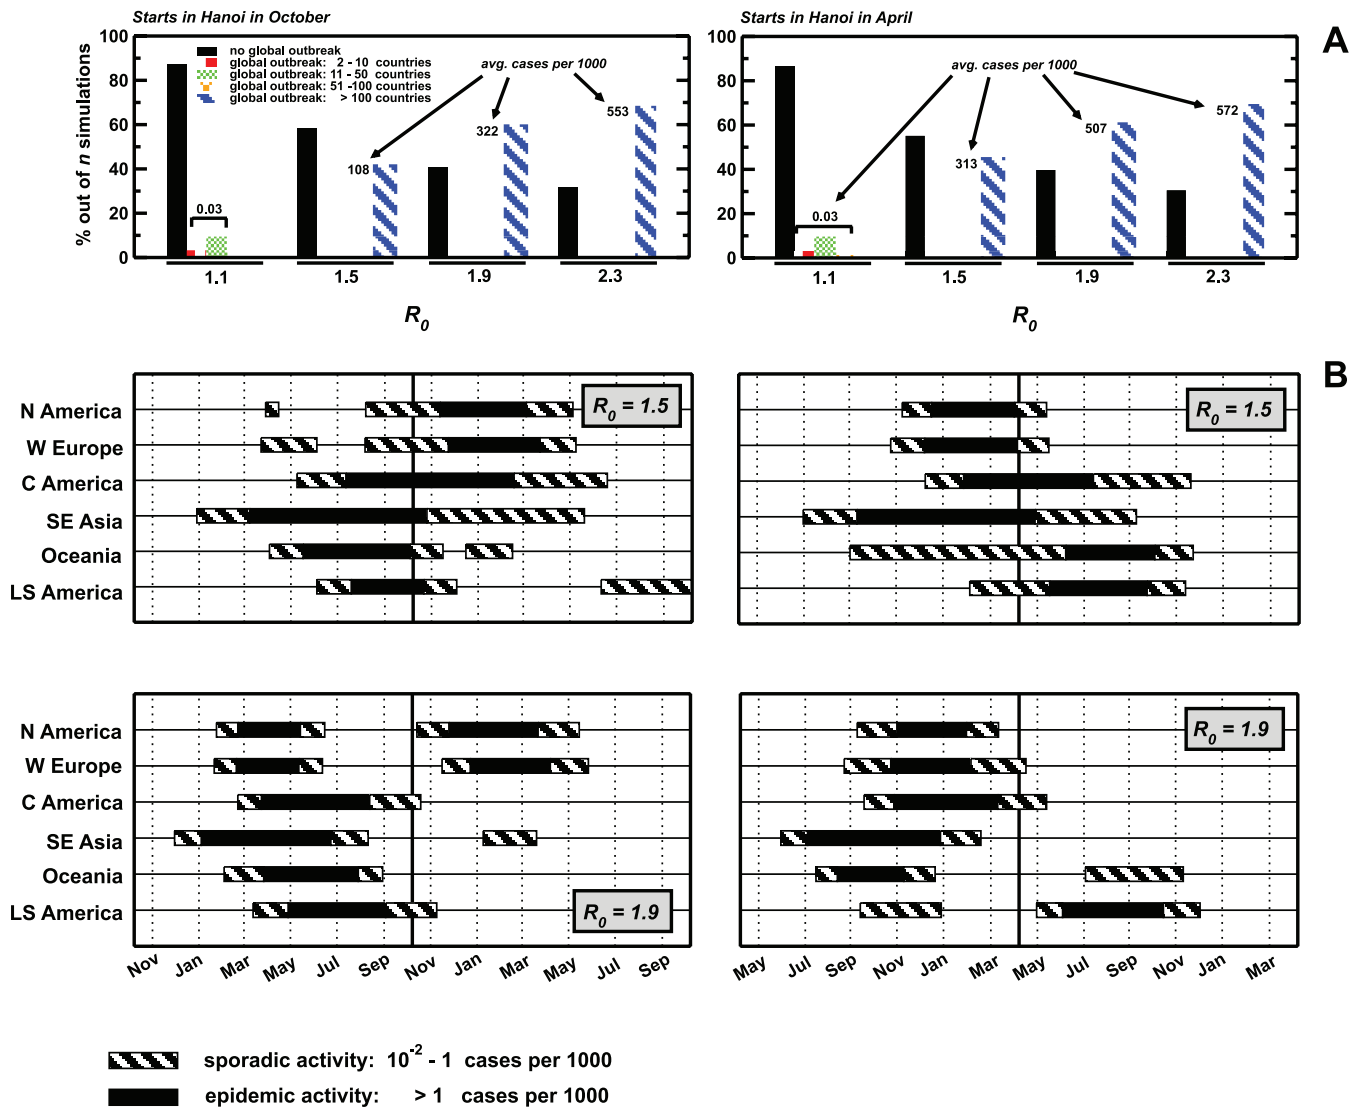 Starts in Hanoi in October
% out of n simulations
100
80
60
40
20
0
no global outbreak
global outbreak: 2 - 10 countries
global outbreak: 11 - 50 countries
global outbreak: 51 -100 countries
global outbreak: > 100 countries
avg. cases per 1000
0.03
108
322
553
1.1
1.5
1.9
2.3
R0
Starts in Hanoi in April
100
80
60
40
20
0
avg. cases per 1000
0.03
313
507
572
1.1
1.5
1.9
2.3
R0
A
B
N America
W Europe
C America
SE Asia
Oceania
LS America
R0 = 1.5
R0 = 1.5
N America
W Europe
C America
SE Asia
Oceania
LS America
R0 = 1.9
R0 = 1.9
Nov Jan Mar May Jul Sep Nov Jan Mar May Jul Sep
May Jul Sep Nov Jan Mar May Jul Sep Nov Jan Mar
sporadic activity: 10-2 - 1 cases per 1000
epidemic activity: > 1 cases per 1000